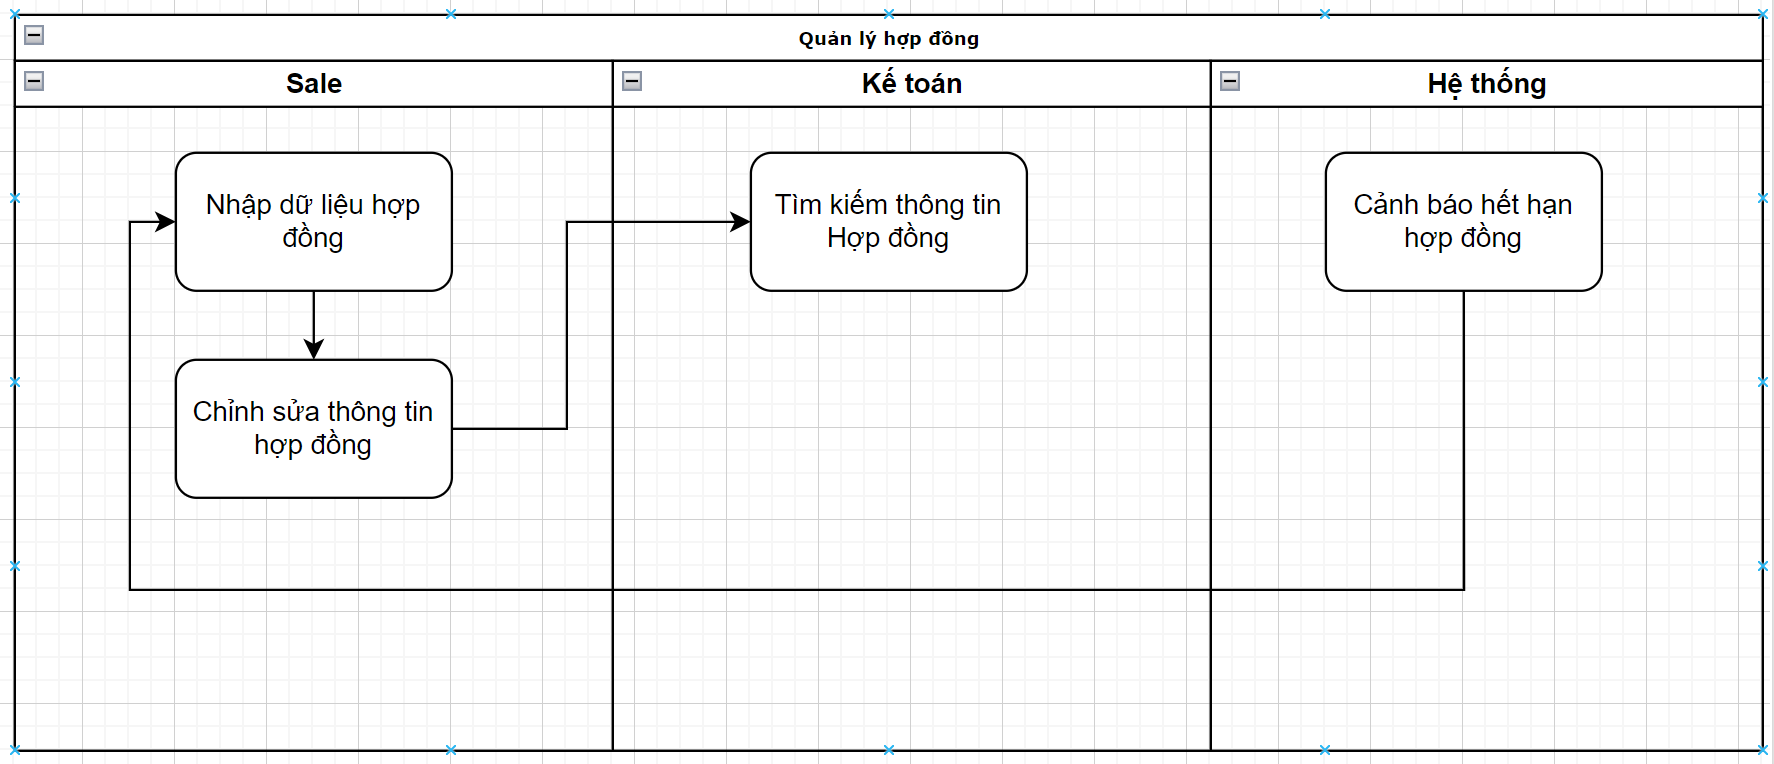 Quản lý hợp đồng
Sale
Kế toán
Hệ thống
Nhập dữ liệu hợp
đồng
Tìm kiếm thông tin
Hợp đồng
Cảnh báo hết hạn
hợp đồng
Chỉnh sửa thông tin
hợp đồng